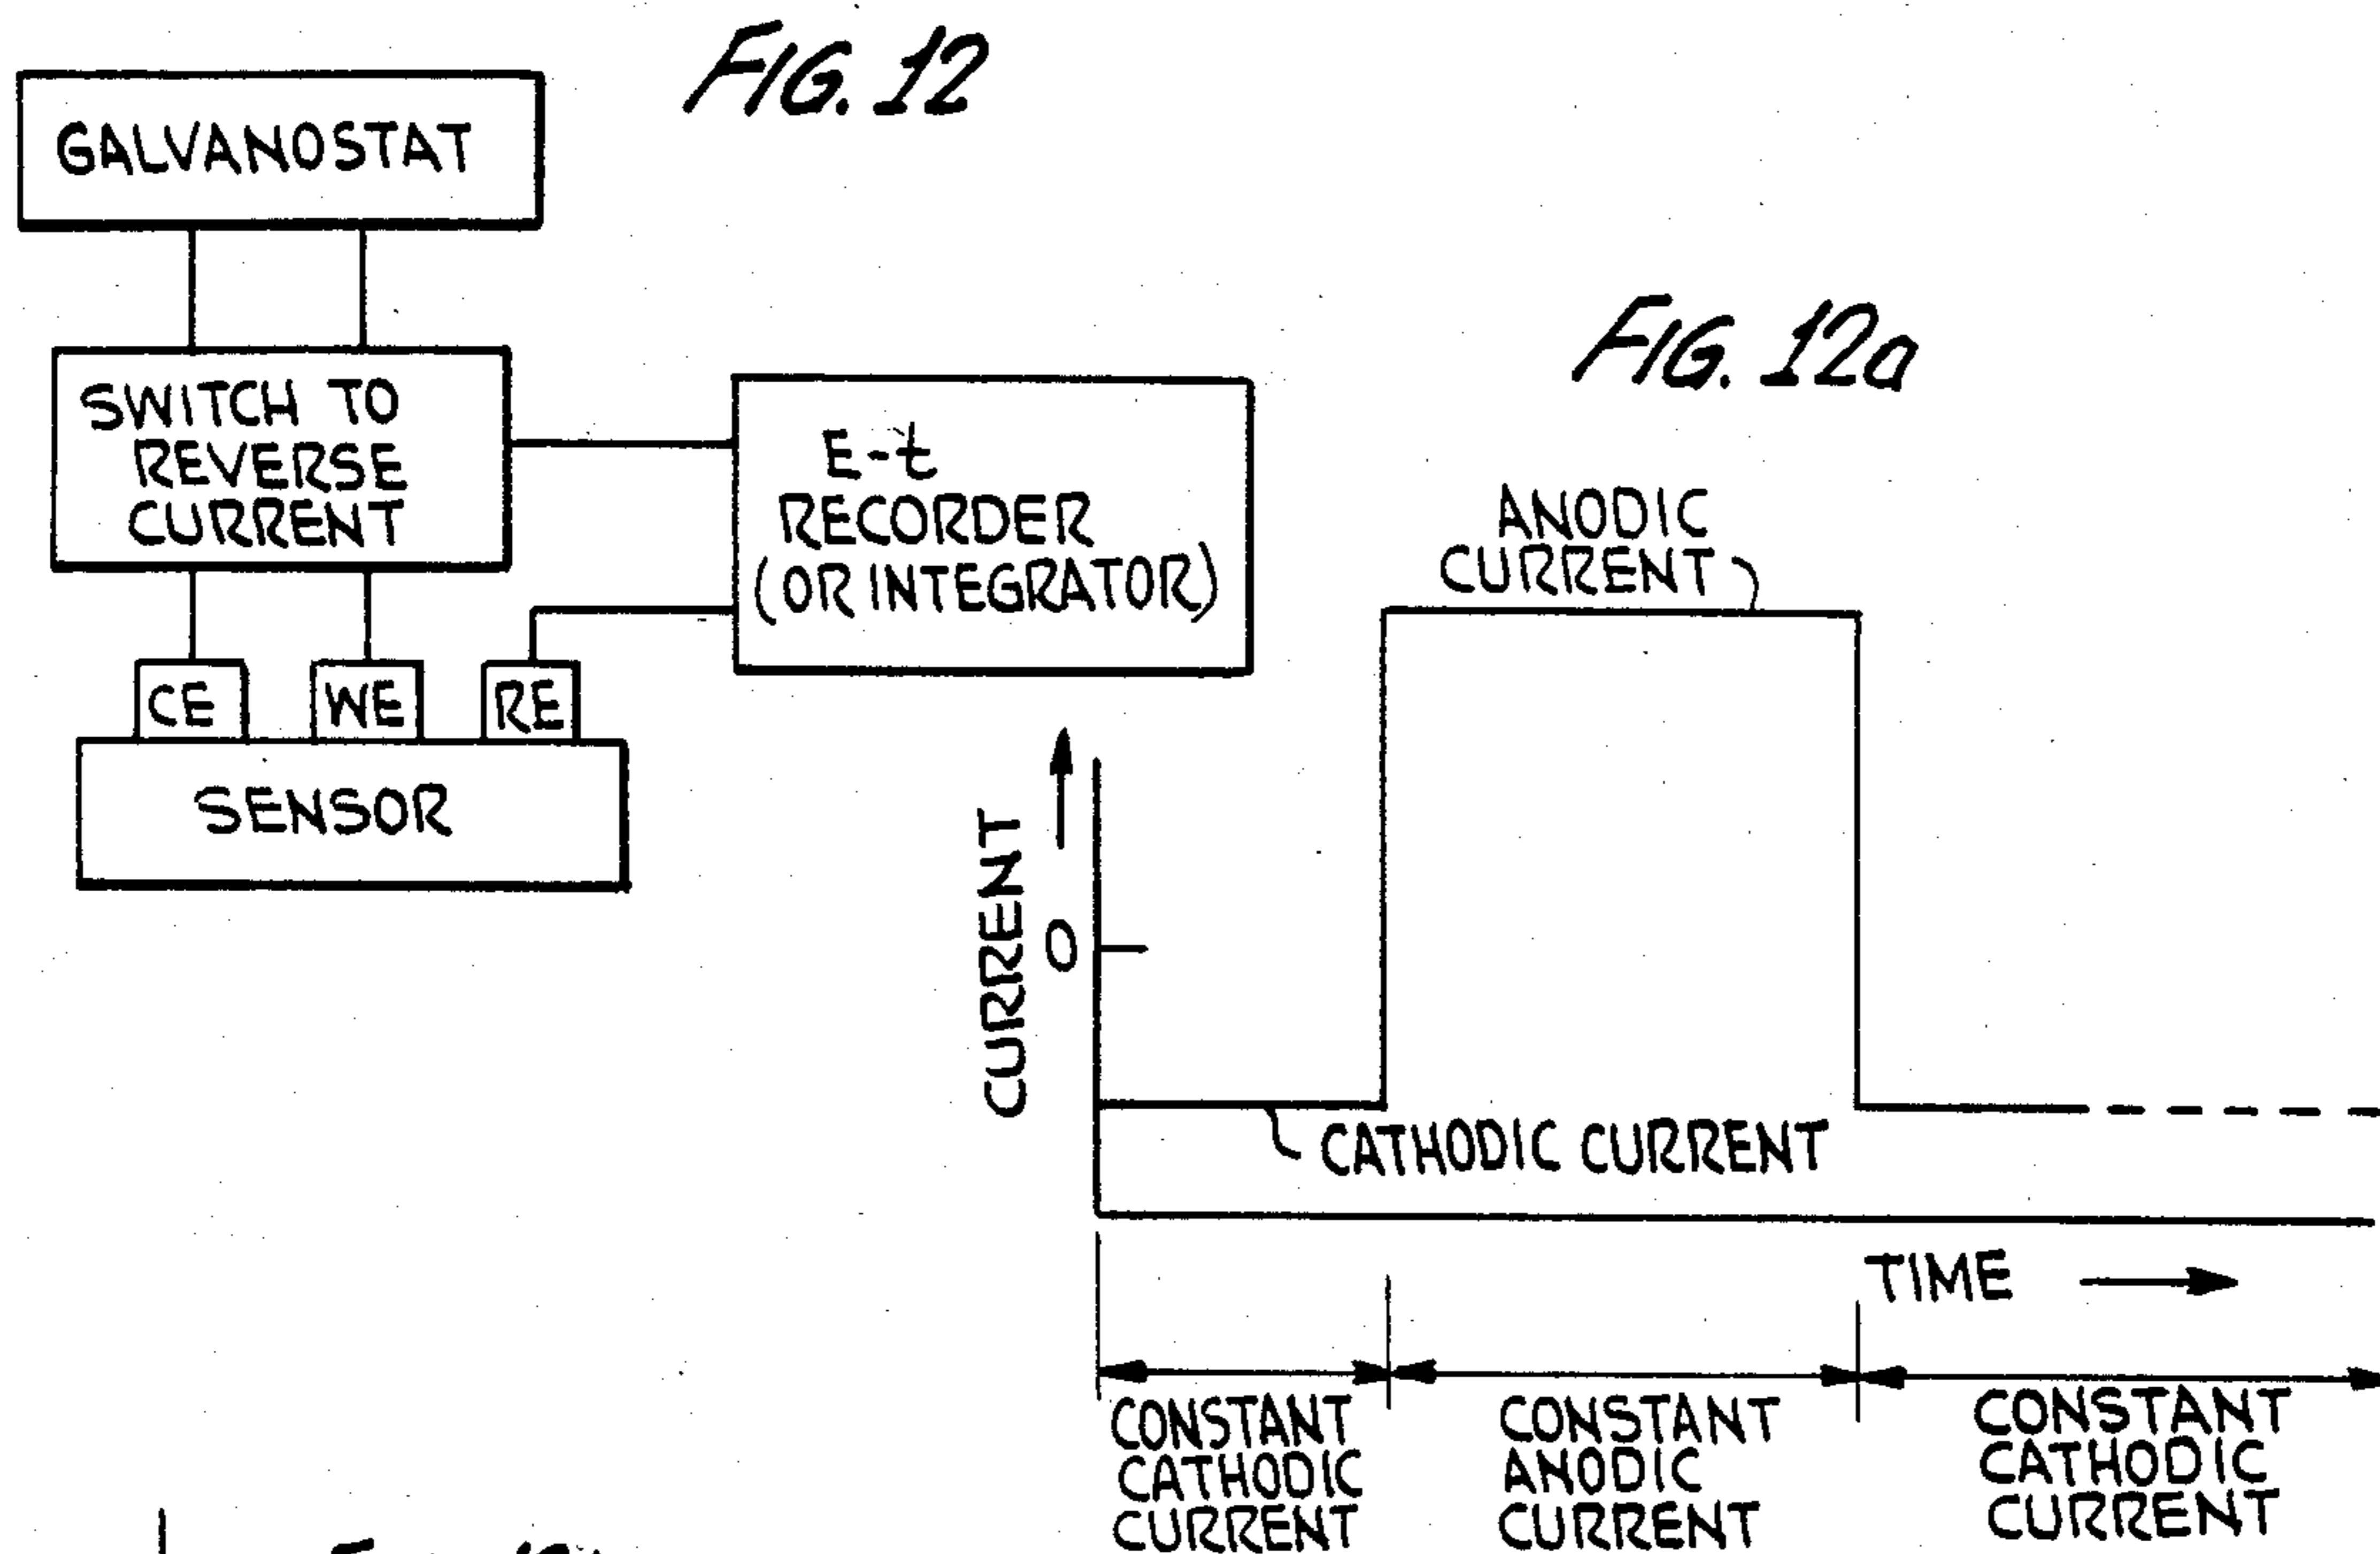 FIG. 12
GALVANOSTAT
SWITCH TO
REVERSE
CURRENT
E-t
RECORDER
(OR INTEGRATOR)
CE
WE
RE
SENSOR
FIG. 12a
ANODIC
CURRENT
CURRENT
0
CATHODIC CURRENT
TIME
CONSTANT
CATHODIC
CURRENT
CONSTANT
ANODIC
CURRENT
CONSTANT
CATHODIC
CURRENT